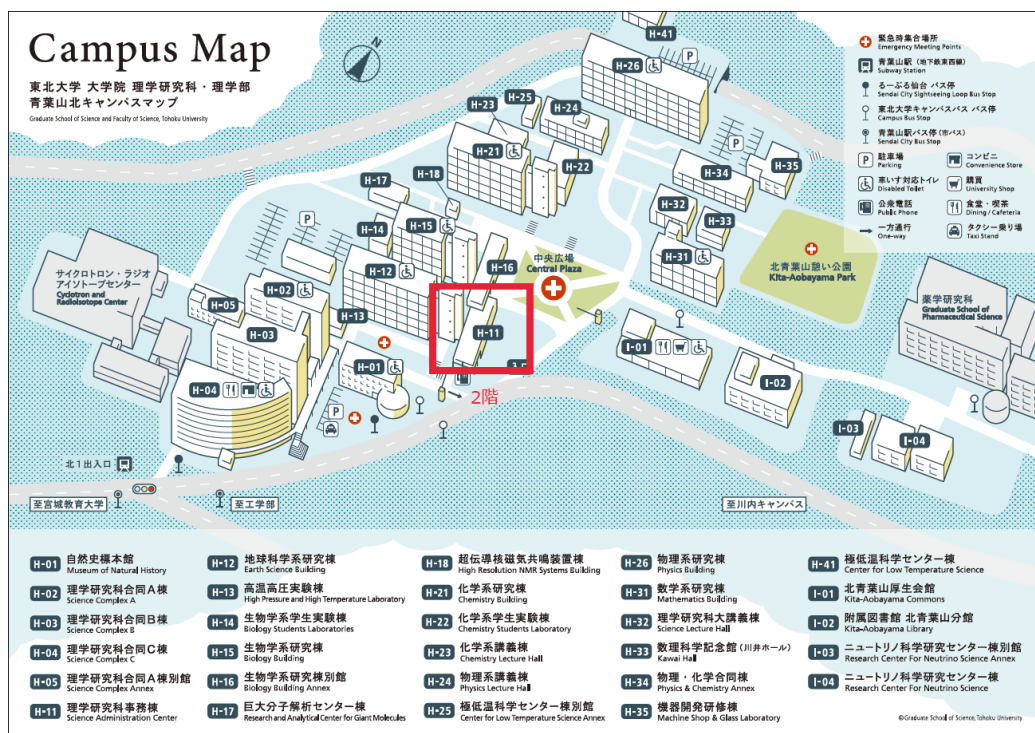 Campus Map
東北大学 大学院 理学研究科・理学部
青葉山北キャンパスマップ
Graduate School of Science and Faculty of Science, Tohoku University
N
緊急時集合場所
Emergency Meeting Points
青葉山駅(地下鉄東西線)
Subway Station
るーぷる仙台 バス停
Sendai City Sightseeing Loop Bus Stop
東北大学キャンパスバス バス停
Campus Bus Stop
青葉山駅バス停(市バス)
Sendai City Bus Stop
P
駐車場
Parking
コンビニ
Convenience Store
車いす対応トイレ
Disabled Toilet
購買
University Shop
公衆電話
Public Phone
食堂・喫茶
Dining / Cafeteria
一方通行
One-way
タクシー乗り場
Taxi Stand
H-41
P
H-26
H-25
H-24
H-23
P
H-21
H-22
H-35
H-34
H-17
H-18
H-32
H-33
P
H-15
H-14
H-16
中央広場
Central Plaza
H-31
北青葉山憩い公園
Kita-Aobayama Park
サイクロトロン・ラジオ
アイソトープセンター
Cyclotron and
Radioisotope Center
H-12
H-02
H-05
H-13
H-03
H-11
薬学研究科
Graduate School of
Pharmaceutical Science
I-01
H-01
I-02
H-04
2階
P
I-03
I-04
北1出入口
至宮城教育大学
至工学部
至川内キャンパス
H-01 自然史標本館
Museum of Natural History
H-02 理学研究科合同A棟
Science Complex A
H-03 理学研究科合同B棟
Science Complex B
H-04 理学研究科合同C棟
Science Complex C
H-05 理学研究科合同A棟別館
Science Complex Annex
H-11 理学研究科事務棟
Science Administration Center
H-12 地球科学系研究棟
Earth Science Building
H-13 高温高圧実験棟
High Pressure and High Temperature Laboratory
H-14 生物学系学生実験棟
Biology Students Laboratories
H-15 生物学系研究棟
Biology Building
H-16 生物学系研究棟別館
Biology Building Annex
H-17 巨大分子解析センター棟
Research and Analytical Center for Giant Molecules
H-18 超伝導核磁気共鳴装置棟
High Resolution NMR Systems Building
H-21 化学系研究棟
Chemistry Building
H-22 化学系学生実験棟
Chemistry Students Laboratory
H-23 化学系講義棟
Chemistry Lecture Hall
H-24 物理系講義棟
Physics Lecture Hall
H-25 極低温科学センター棟別館
Center for Low Temperature Science Annex
H-26 物理系研究棟
Physics Building
H-31 数学系研究棟
Mathematics Building
H-32 理学研究科大講義棟
Science Lecture Hall
H-33 数理科学記念館(川井ホール)
Kawai Hall
H-34 物理・化学合同棟
Physics & Chemistry Annex
H-35 機器開発研修棟
Machine Shop & Glass Laboratory
H-41 極低温科学センター棟
Center for Low Temperature Science
I-01 北青葉山厚生会館
Kita-Aobayama Commons
I-02 附属図書館 北青葉山分館
Kita-Aobayama Library
I-03 ニュートリノ科学研究センター棟別館
Research Center For Neutrino Science Annex
I-04 ニュートリノ科学研究センター棟
Research Center For Neutrino Science
©Graduate School of Science, Tohoku University